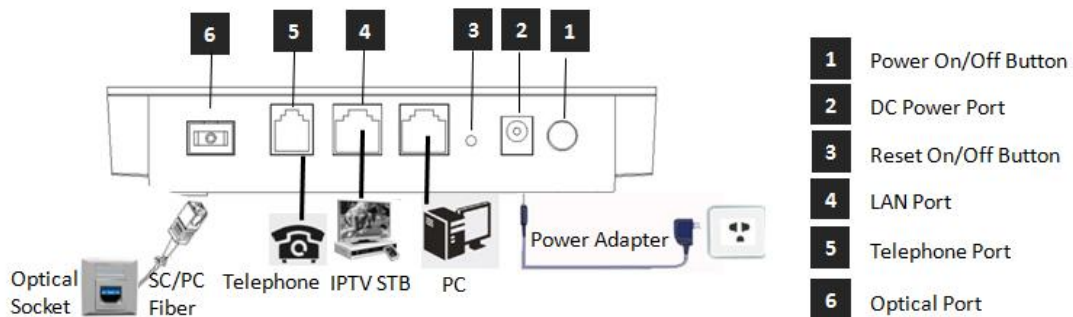 6 5 4 3 2 1
1 Power On/Off Button
2 DC Power Port
3 Reset On/Off Button
4 LAN Port
5 Telephone Port
6 Optical Port
Optical
Socket
SC/PC
Fiber
Telephone
IPTV STB
PC
Power Adapter